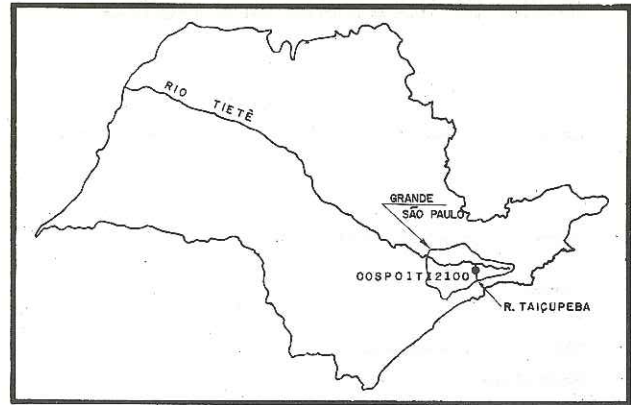 RIO TIETÊ
GRANDE
SÃO PAULO
00SP01TI2100
R. TAIÇUPEBA